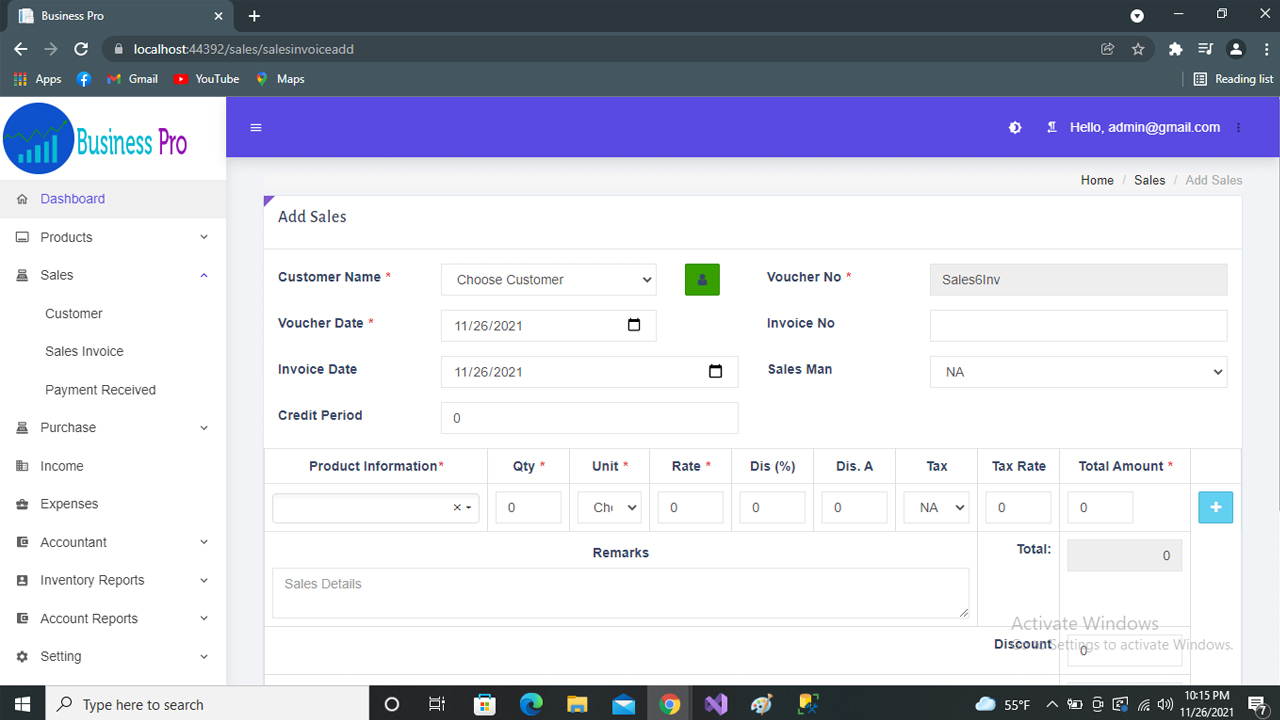 Business Pro
localhost:44392/sales/salesinvoiceadd
Apps
Gmail
YouTube
Maps
Reading list
Business Pro
Hello, admin@gmail.com
Home / Sales / Add Sales
Dashboard
Products
Sales
Customer
Sales Invoice
Payment Received
Purchase
Income
Expenses
Accountant
Inventory Reports
Account Reports
Setting
Add Sales
Customer Name *
Choose Customer
Voucher No *
Sales6Inv
Voucher Date *
11/26/2021
Invoice No
Invoice Date
11/26/2021
Sales Man
NA
Credit Period
0
Product Information* Qty * Unit * Rate * Dis (%) Dis. A Tax Tax Rate Total Amount *
0 Ch 0 0 0 NA 0 0
Remarks
Total:
0
Sales Details
Discount
0
Activate Windows
Go to Settings to activate Windows.
Type here to search
55°F
10:15 PM
11/26/2021
7